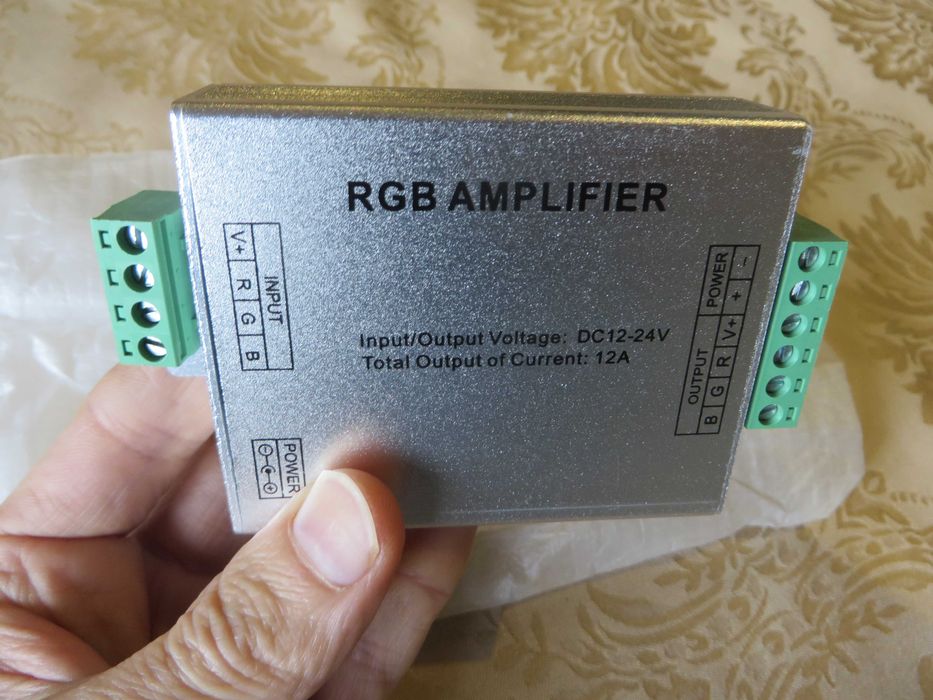 RGB AMPLIFIER
INPUT
V+ R G B
Input/Output Voltage: DC12-24V
Total Output of Current: 12A
POWER
- +
OUTPUT
V+ R G B
POWER
- +